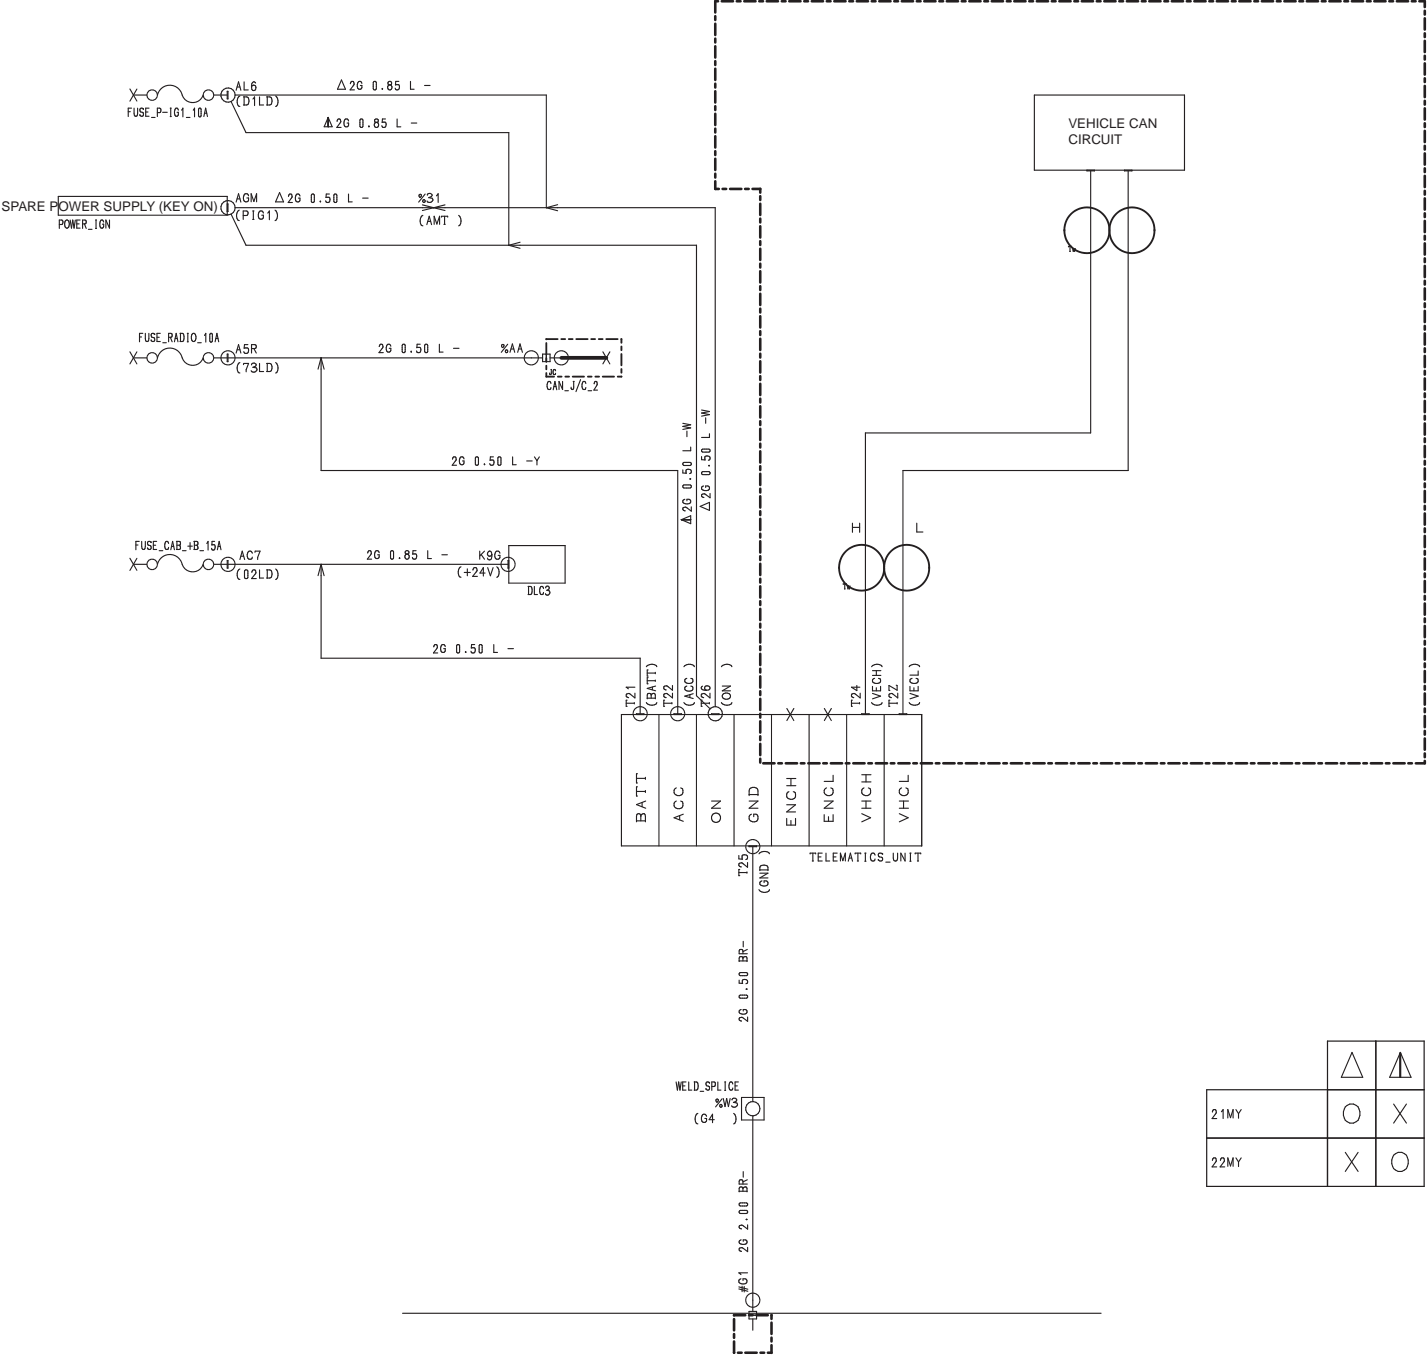 AL6
(D1LD)
FUSE_P-IG1_10A
△2G 0.85 L -
2G 0.85 L -
SPARE POWER SUPPLY (KEY ON)
POWER_IGN
AGM
(PIG1)
△2G 0.50 L -
%31
(AMT )
VEHICLE CAN
CIRCUIT
FUSE_RADIO_10A
A5R
(73LD)
2G 0.50 L -
%AA
JC
CAN_J/C_2
2G 0.50 L -Y
2G 0.50 L -W
△2G 0.50 L -W
FUSE_CAB_+B_15A
AC7
(02LD)
2G 0.85 L -
K9G
(+24V)
DLC3
2G 0.50 L -
H
L
T21
(BATT)
T22
(ACC )
T26
(ON )
T24
(VECH)
T2Z
(VECL)
BATT
ACC
ON
GND
ENCH
ENCL
VHCH
VHCL
TELEMATICS_UNIT
T25
(GND )
2G 0.50 BR-
WELD_SPLICE
%W3
(G4 )
2G 2.00 BR-
#G1
△
21MY
O X
22MY
X O